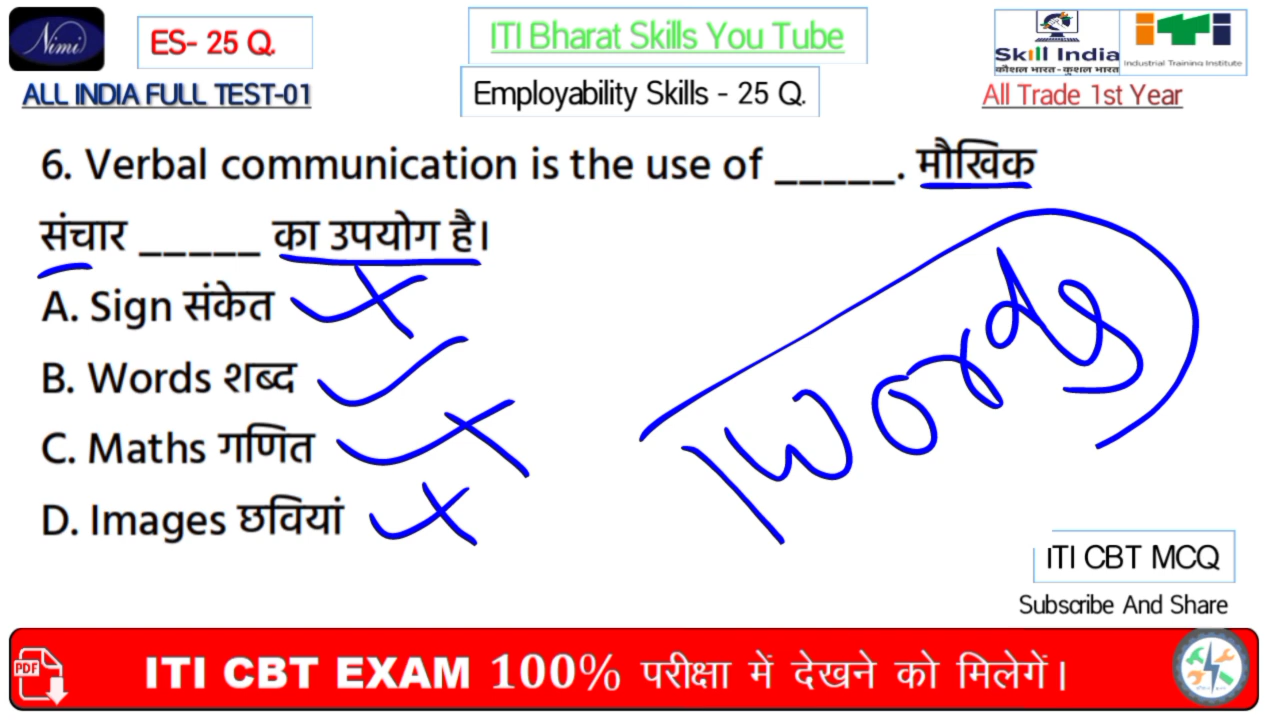 Nimi
ES- 25 Q.
ITI Bharat Skills You Tube
Skill India
कौशल भारत - कुशल भारत
iTi
Industrial Training Institute
ALL INDIA FULL TEST-01
Employability Skills - 25 Q.
All Trade 1st Year
6. Verbal communication is the use of _____. मौखिक
संचार _____ का उपयोग है।
A. Sign संकेत
B. Words शब्द
C. Maths गणित
D. Images छवियां
Words
ITI CBT MCQ
Subscribe And Share
PDF
ITI CBT EXAM 100% परीक्षा में देखने को मिलेगें।